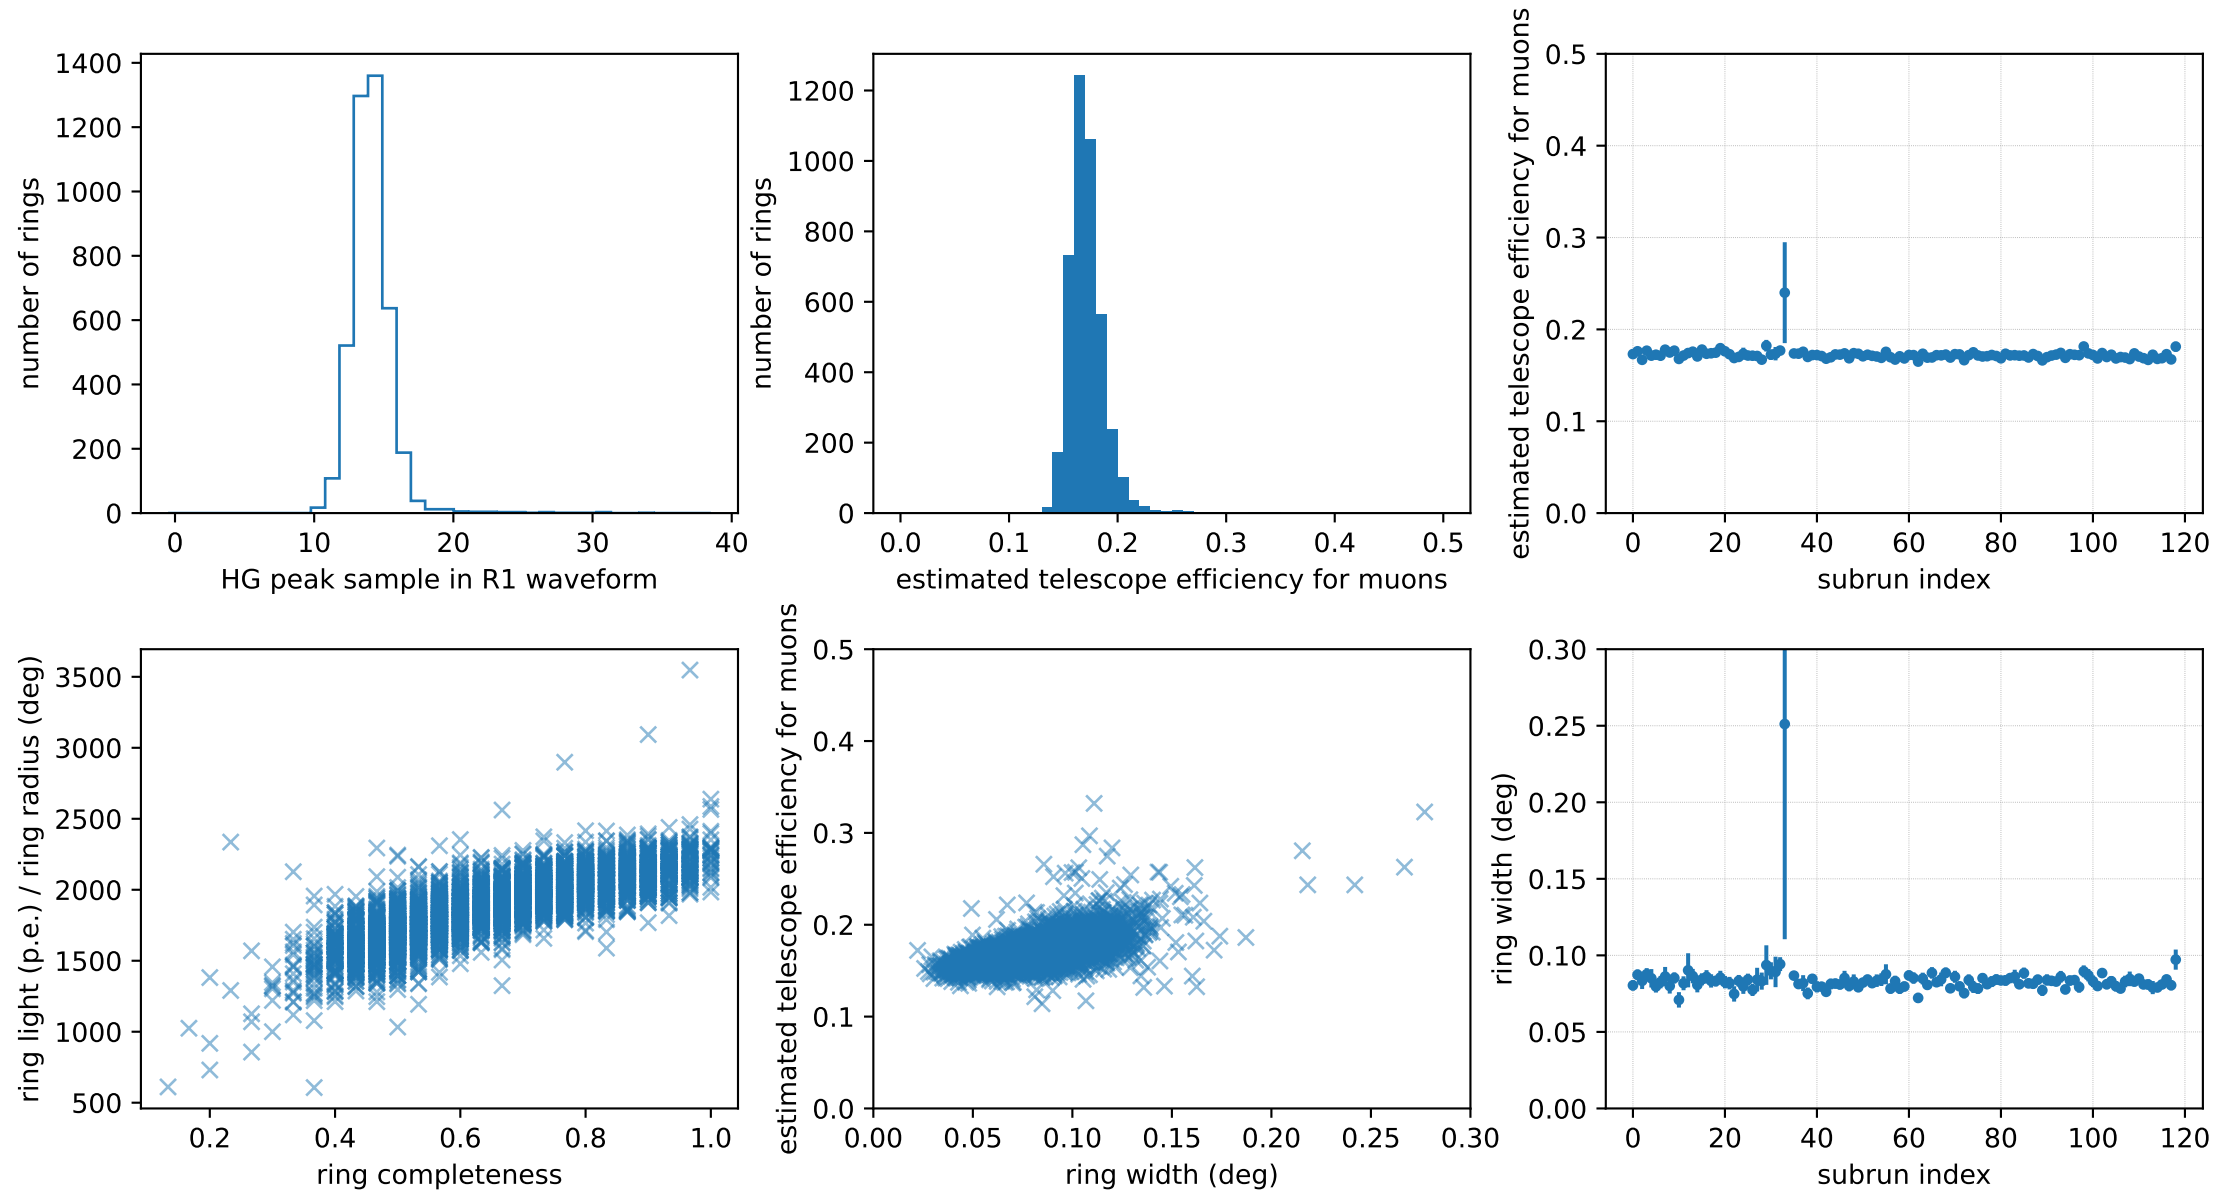 1400
1200
1000
800
600
400
200
0
0 10 20 30 40
number of rings
HG peak sample in R1 waveform
1200
1000
800
600
400
200
0
0.0 0.1 0.2 0.3 0.4 0.5
number of rings
estimated telescope efficiency for muons
0.5
0.4
0.3
0.2
0.1
0.0
0 20 40 60 80 100 120
estimated telescope efficiency for muons
subrun index
3500
3000
2500
2000
1500
1000
500
0.2 0.4 0.6 0.8 1.0
ring light (p.e.) / ring radius (deg)
ring completeness
0.5
0.4
0.3
0.2
0.1
0.0
0.00 0.05 0.10 0.15 0.20 0.25 0.30
estimated telescope efficiency for muons
ring width (deg)
0.30
0.25
0.20
0.15
0.10
0.05
0.00
0 20 40 60 80 100 120
ring width (deg)
subrun index